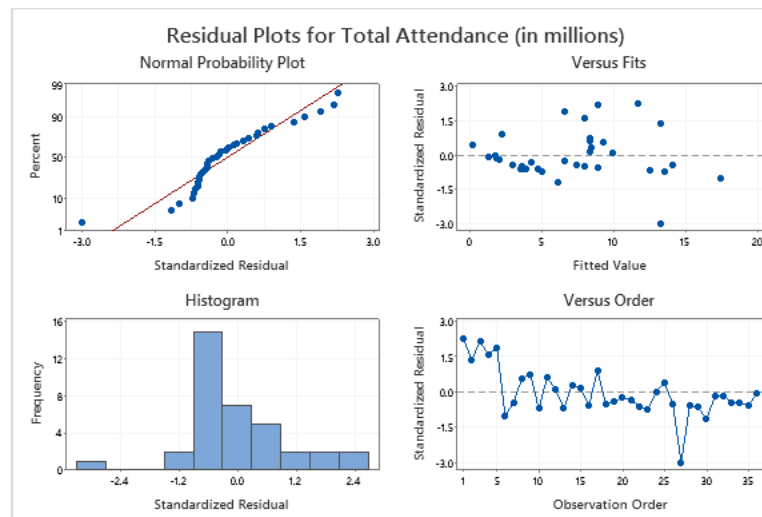 Residual Plots for Total Attendance (in millions)
Normal Probability Plot
99
90
50
10
1
Percent
-3.0 -1.5 0.0 1.5 3.0
Standardized Residual
Versus Fits
3.0
1.5
0.0
-1.5
-3.0
Standardized Residual
0 5 10 15 20
Fitted Value
Histogram
16
12
8
4
0
Frequency
-2.4 -1.2 0.0 1.2 2.4
Standardized Residual
Versus Order
3.0
1.5
0.0
-1.5
-3.0
Standardized Residual
1 5 10 15 20 25 30 35
Observation Order